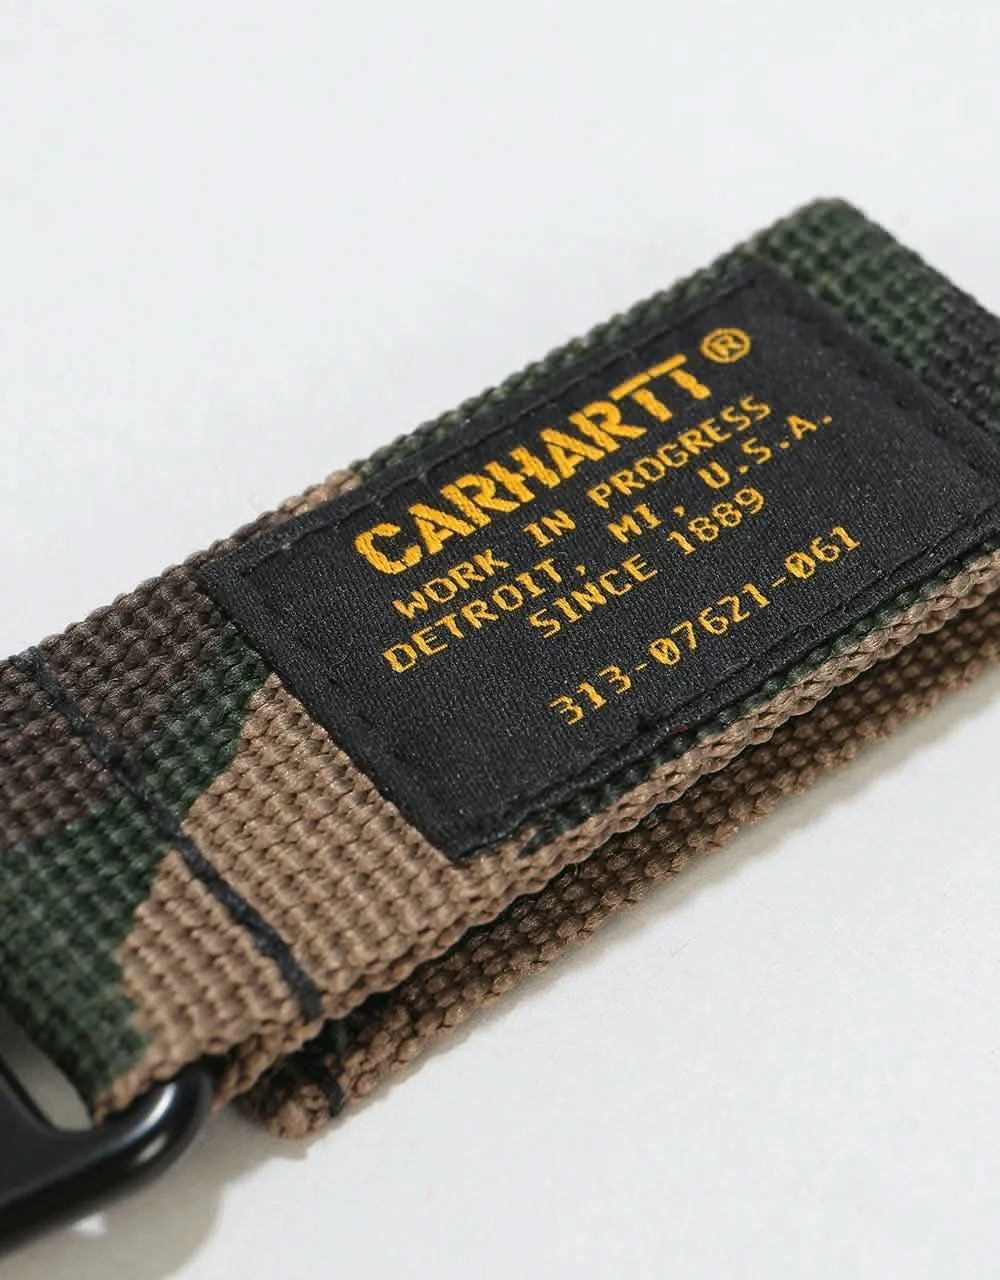 CARHARTT ®
WORK IN PROGRESS
DETROIT, MI, U.S.A.
SINCE 1889
313-07621-061